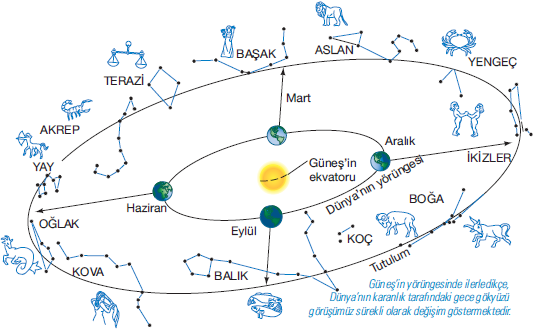 ASLAN
BAŞAK
YENGEÇ
TERAZİ
Mart
AKREP
Aralık
YAY
Güneş'in
ekvatoru
İKİZLER
Dünya'nın yörüngesi
Haziran
BOĞA
OĞLAK
Eylül
KOÇ
KOVA
BALIK
Tutulum
Güneş'in yörüngesinde ilerledikçe,
Dünya'nın karanlık tarafındaki gece gökyüzü
görüşümüz sürekli olarak değişim göstermektedir.